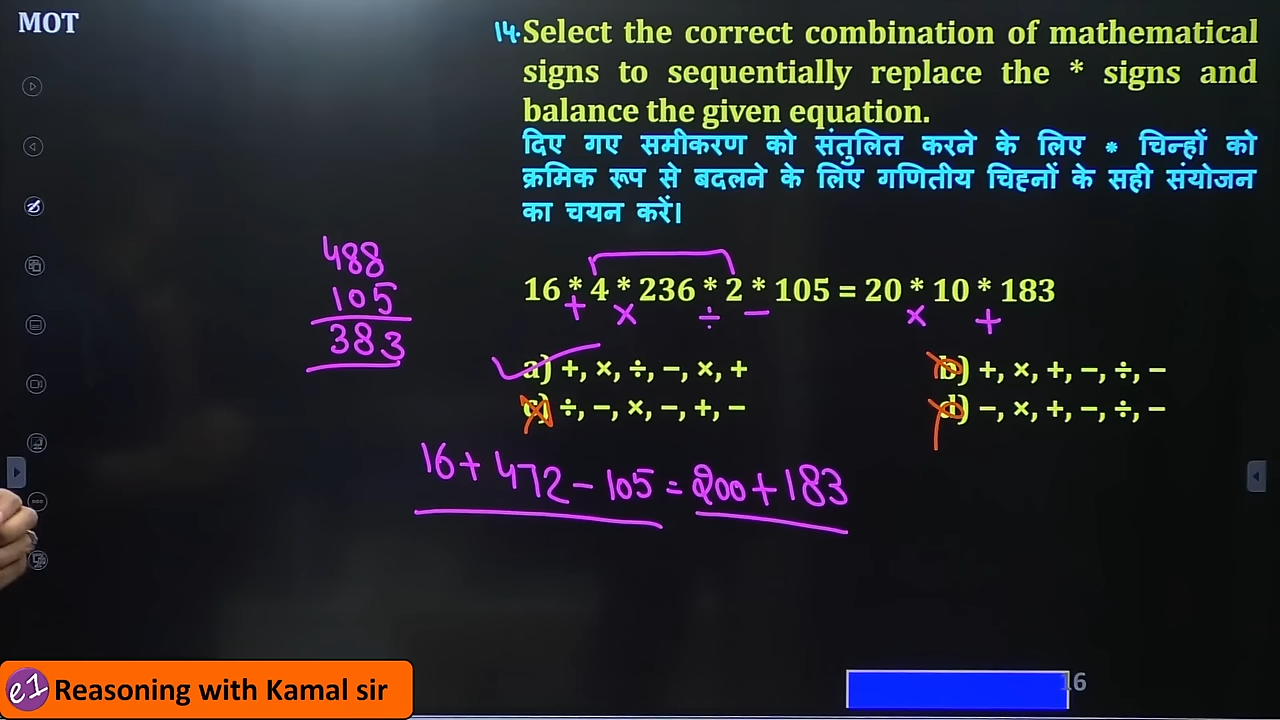 MOT
14. Select the correct combination of mathematical
signs to sequentially replace the * signs and
balance the given equation.
दिए गए समीकरण को संतुलित करने के लिए * चिन्हों को
क्रमिक रूप से बदलने के लिए गणितीय चिह्नों के सही संयोजन
का चयन करें।
488
105
383
16 * 4 * 236 * 2 * 105 = 20 * 10 * 183
+ × ÷ − × +
a) +, ×, ÷, −, ×, +
b) +, ×, +, −, ÷, −
c) ÷, −, ×, −, +, −
d) −, ×, +, −, ÷, −
16 + 472 − 105 = 200 + 183
e1 Reasoning with Kamal sir
16